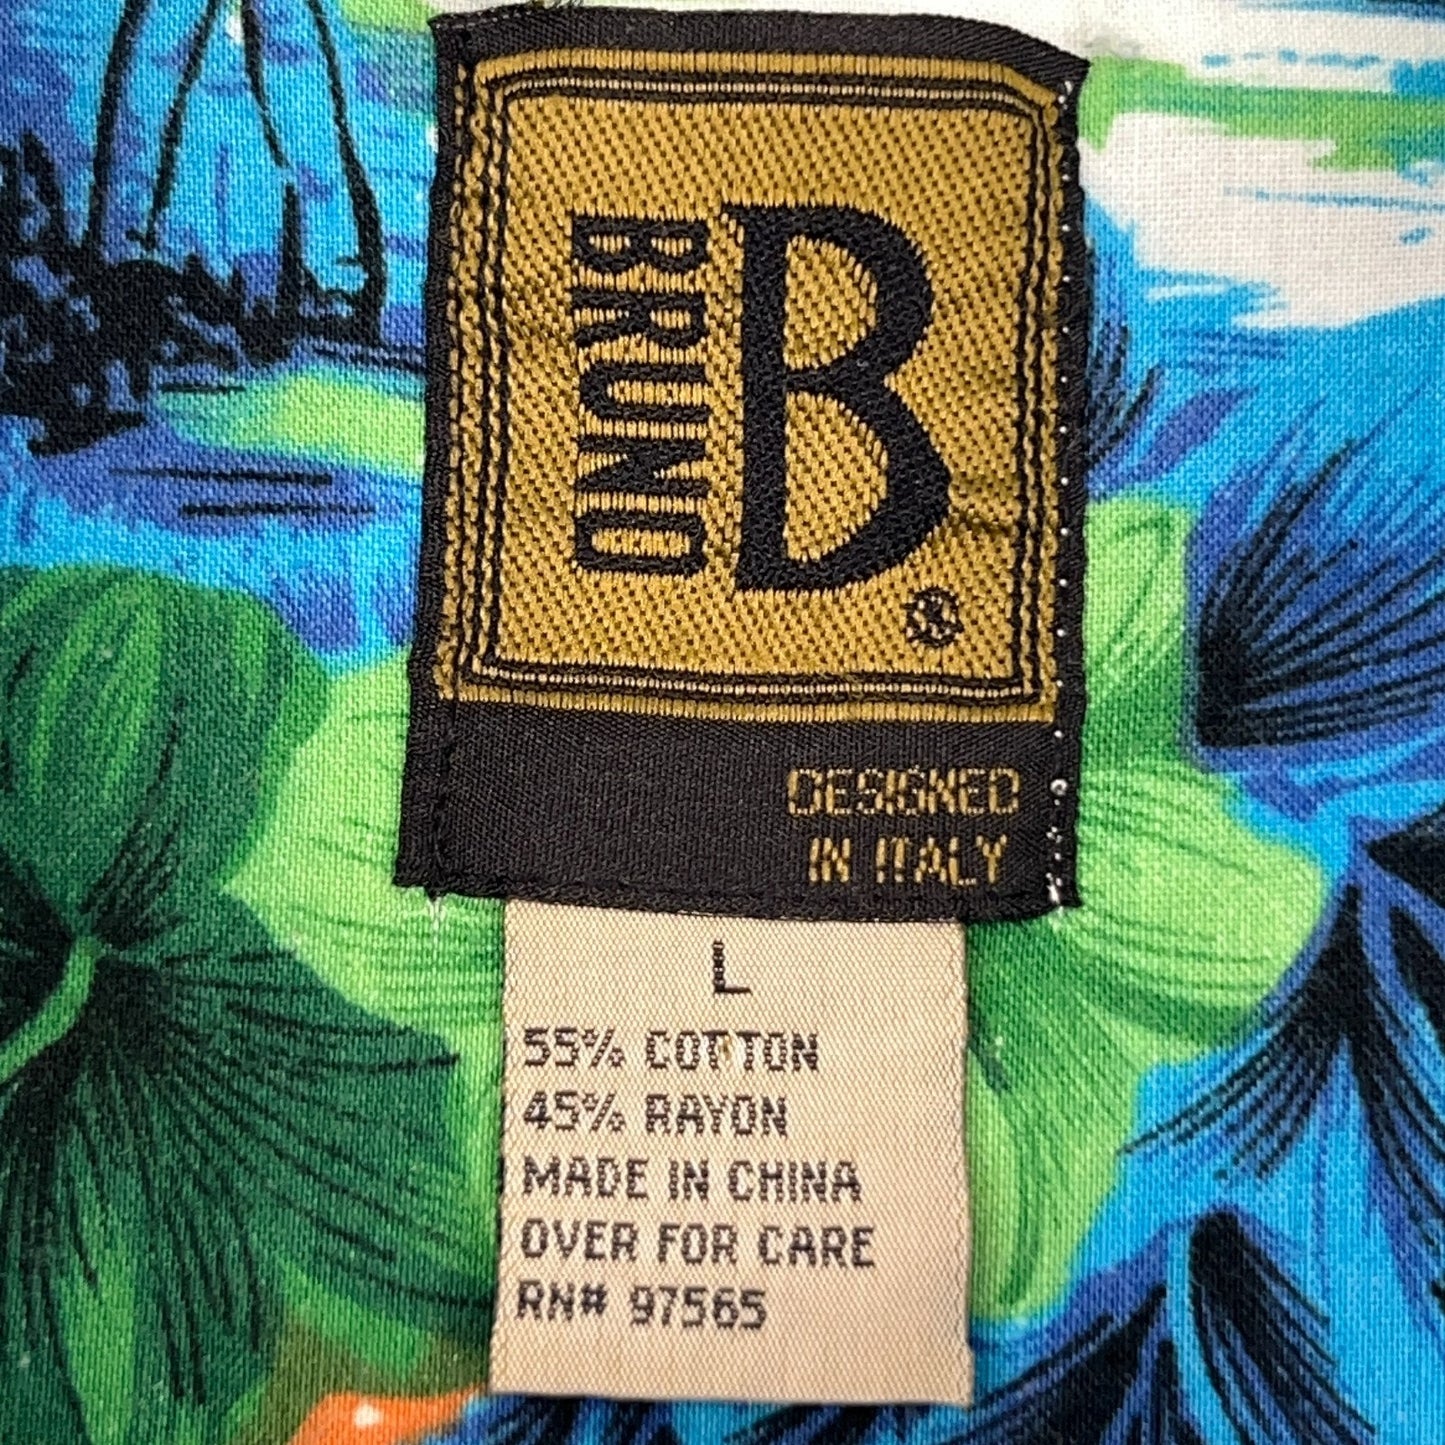 BRUNO
B®
DESIGNED
IN ITALY
L
55% COTTON
45% RAYON
MADE IN CHINA
OVER FOR CARE
RN# 97565